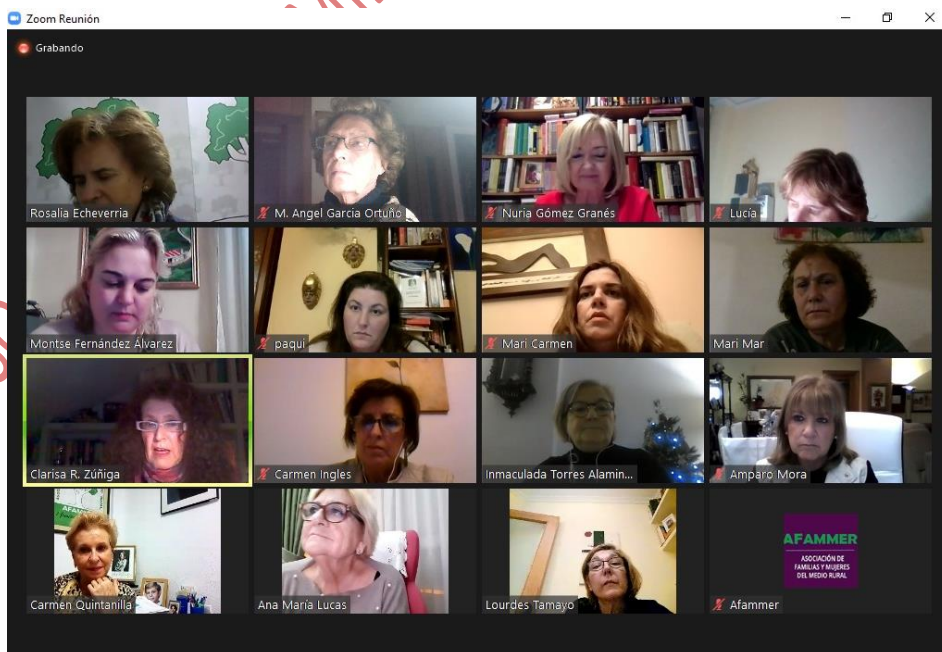 Zoom Reunión
Grabando
Rosalia Echeverria
M. Angel Garcia Ortuño
Nuria Gómez Granés
Lucía
Montse Fernández Álvarez
paqui
Mari Carmen
Mari Mar
Clarisa R. Zúñiga
Carmen Ingles
Inmaculada Torres Alamin...
Amparo Mora
Carmen Quintanilla
Ana María Lucas
Lourdes Tamayo
AFAMMER
ASOCIACIÓN DE
FAMILIAS Y MUJERES
DEL MEDIO RURAL
Afammer